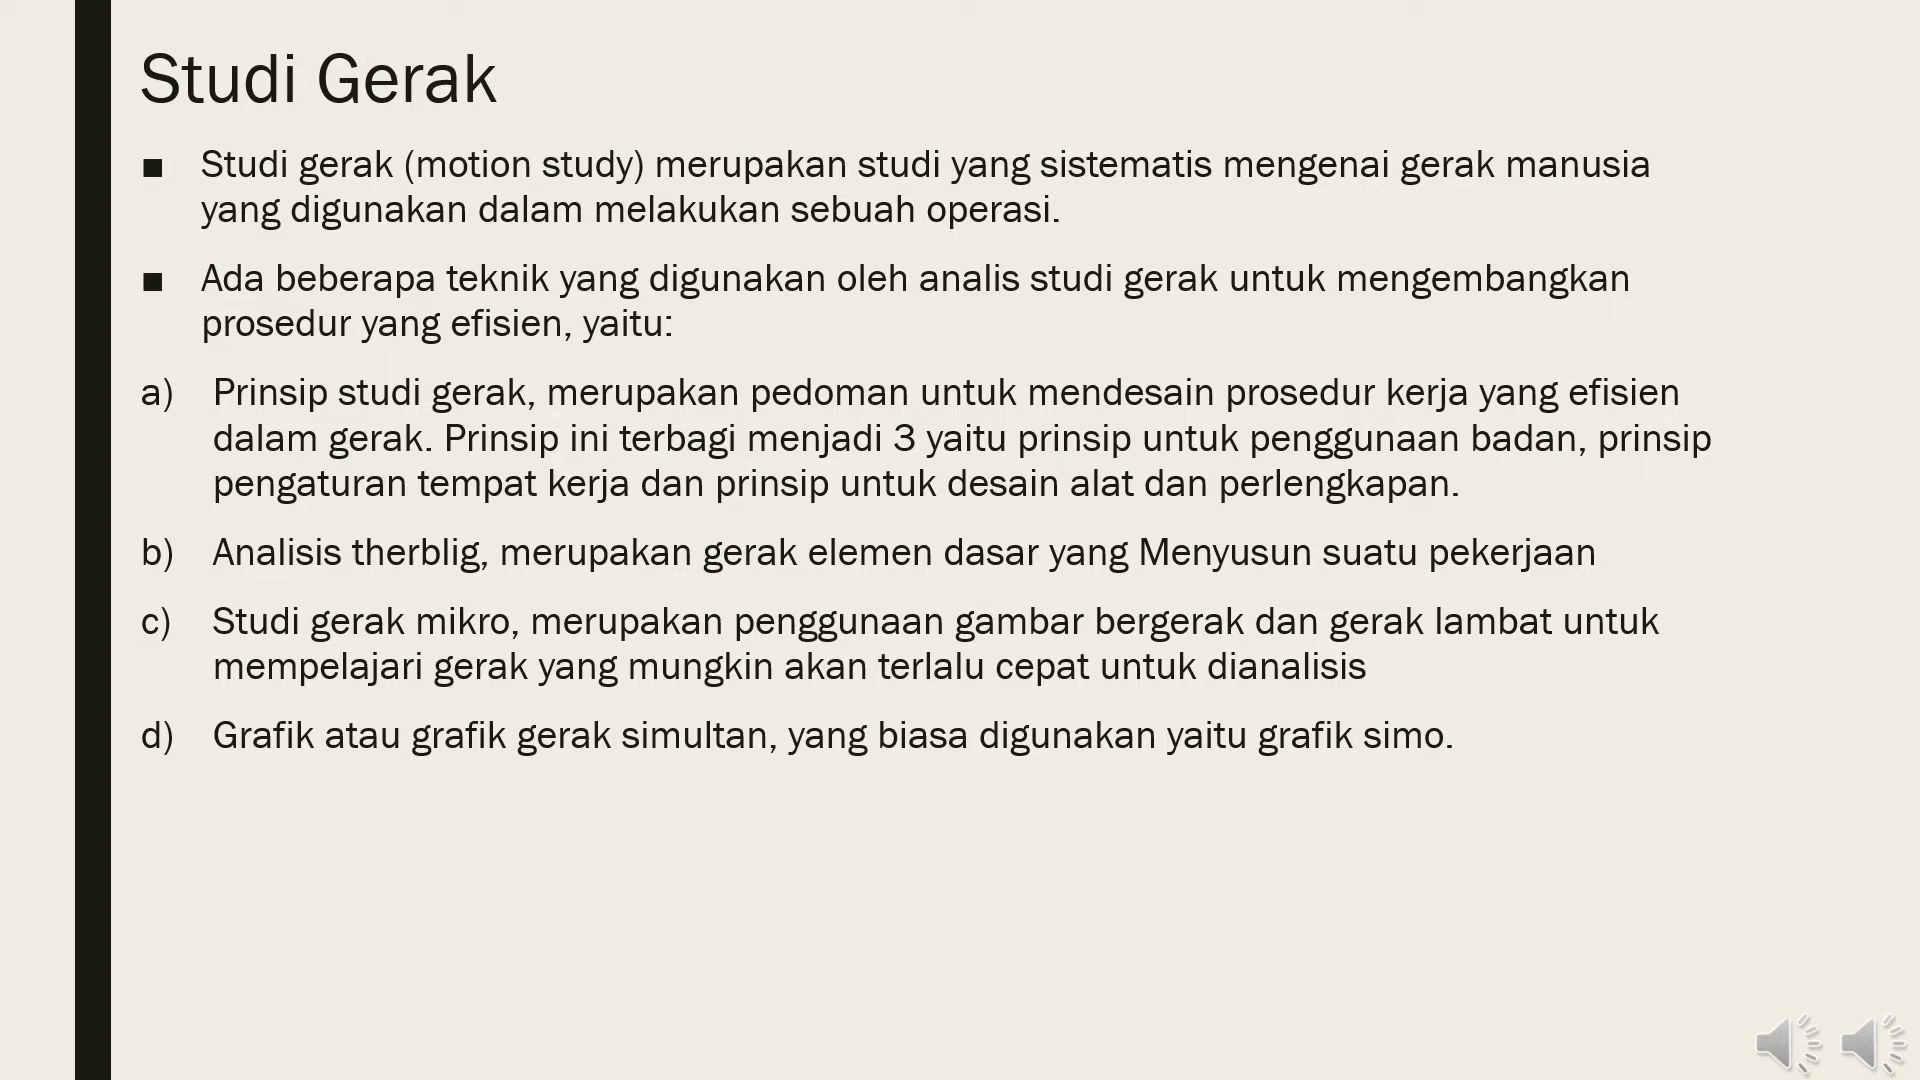 Studi Gerak
■ Studi gerak (motion study) merupakan studi yang sistematis mengenai gerak manusia
yang digunakan dalam melakukan sebuah operasi.
■ Ada beberapa teknik yang digunakan oleh analis studi gerak untuk mengembangkan
prosedur yang efisien, yaitu:
a) Prinsip studi gerak, merupakan pedoman untuk mendesain prosedur kerja yang efisien
dalam gerak. Prinsip ini terbagi menjadi 3 yaitu prinsip untuk penggunaan badan, prinsip
pengaturan tempat kerja dan prinsip untuk desain alat dan perlengkapan.
b) Analisis therblig, merupakan gerak elemen dasar yang Menyusun suatu pekerjaan
c) Studi gerak mikro, merupakan penggunaan gambar bergerak dan gerak lambat untuk
mempelajari gerak yang mungkin akan terlalu cepat untuk dianalisis
d) Grafik atau grafik gerak simultan, yang biasa digunakan yaitu grafik simo.